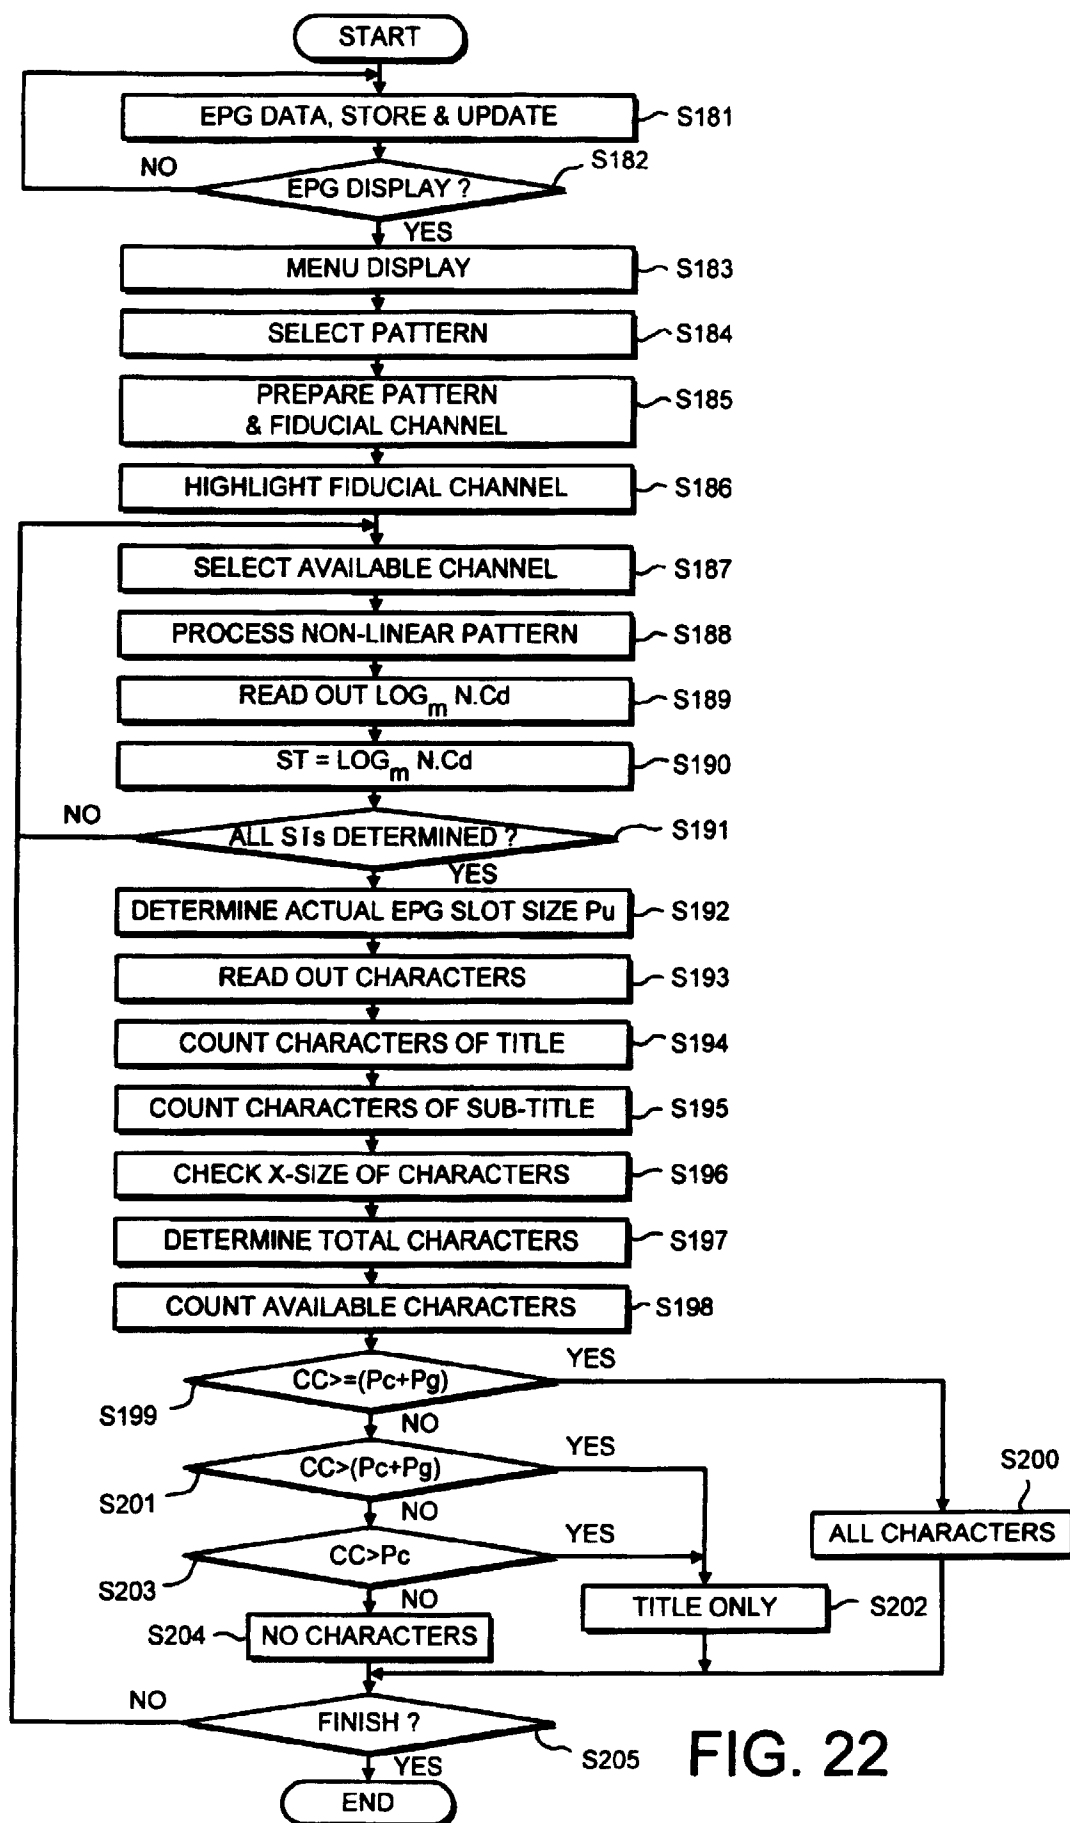 START
EPG DATA, STORE & UPDATE
S181
NO
EPG DISPLAY ?
S182
YES
MENU DISPLAY
S183
SELECT PATTERN
S184
PREPARE PATTERN
& FIDUCIAL CHANNEL
S185
HIGHLIGHT FIDUCIAL CHANNEL
S186
SELECT AVAILABLE CHANNEL
S187
PROCESS NON-LINEAR PATTERN
S188
READ OUT LOGm N.Cd
S189
ST = LOGm N.Cd
S190
NO
ALL STs DETERMINED ?
S191
YES
DETERMINE ACTUAL EPG SLOT SIZE Pu
S192
READ OUT CHARACTERS
S193
COUNT CHARACTERS OF TITLE
S194
COUNT CHARACTERS OF SUB-TITLE
S195
CHECK X-SIZE OF CHARACTERS
S196
DETERMINE TOTAL CHARACTERS
S197
COUNT AVAILABLE CHARACTERS
S198
CC>=(Pc+Pg)
YES
S199
NO
CC>(Pc+Pg)
YES
S201
NO
S200
ALL CHARACTERS
CC>Pc
YES
S203
NO
TITLE ONLY
S202
S204
NO CHARACTERS
NO
FINISH ?
S205
YES
END
FIG. 22